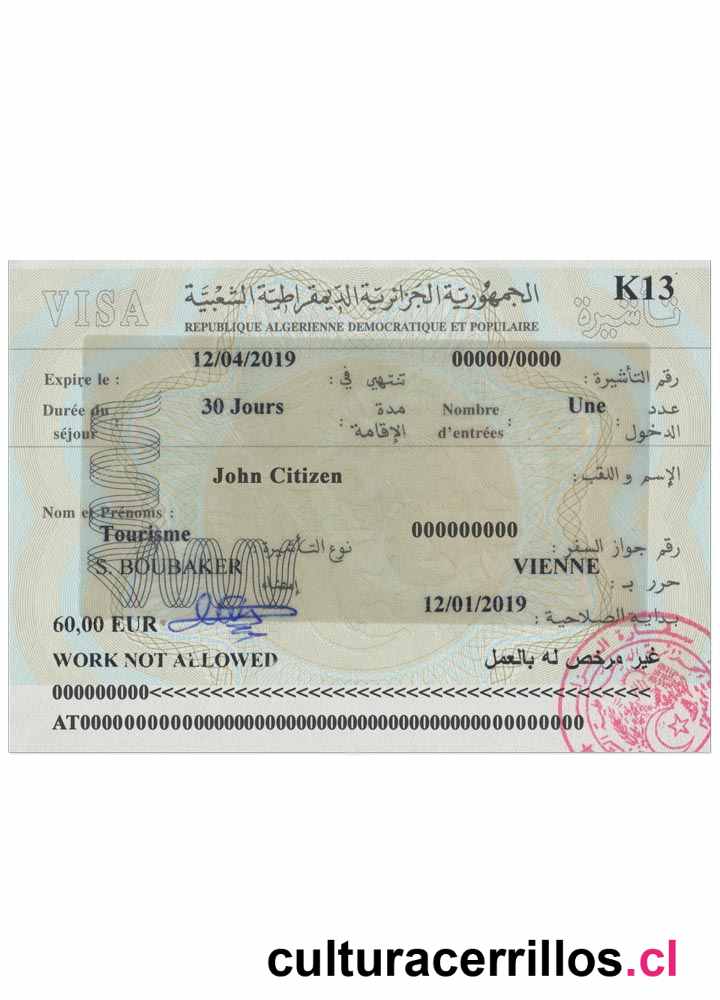 VISA الجمهورية الجزائرية الديمقراطية الشعبية K13
تأشيرة
REPUBLIQUE ALGERIENNE DEMOCRATIQUE ET POPULAIRE
12/04/2019 00000/0000
Expire le : تنتهي في : رقم التأشيرة :
Durée du séjour : 30 Jours مدة الإقامة : Nombre d'entrées : Une عدد الدخول :
John Citizen الإسم و اللقب :
Nom et Prénoms :
Tourisme نوع التأشيرة 000000000 رقم جواز السفر :
S. BOUBAKER إمضاء VIENNE حرر بـ :
12/01/2019 بداية الصلاحية :
60,00 EUR
WORK NOT ALLOWED غير مرخص له بالعمل
000000000<<<<<<<<<<<<<<<<<<<<<<<<<<<<<<<<<<<<<<<<<
AT00000000000000000000000000000000000000000000000
culturacerrillos.cl